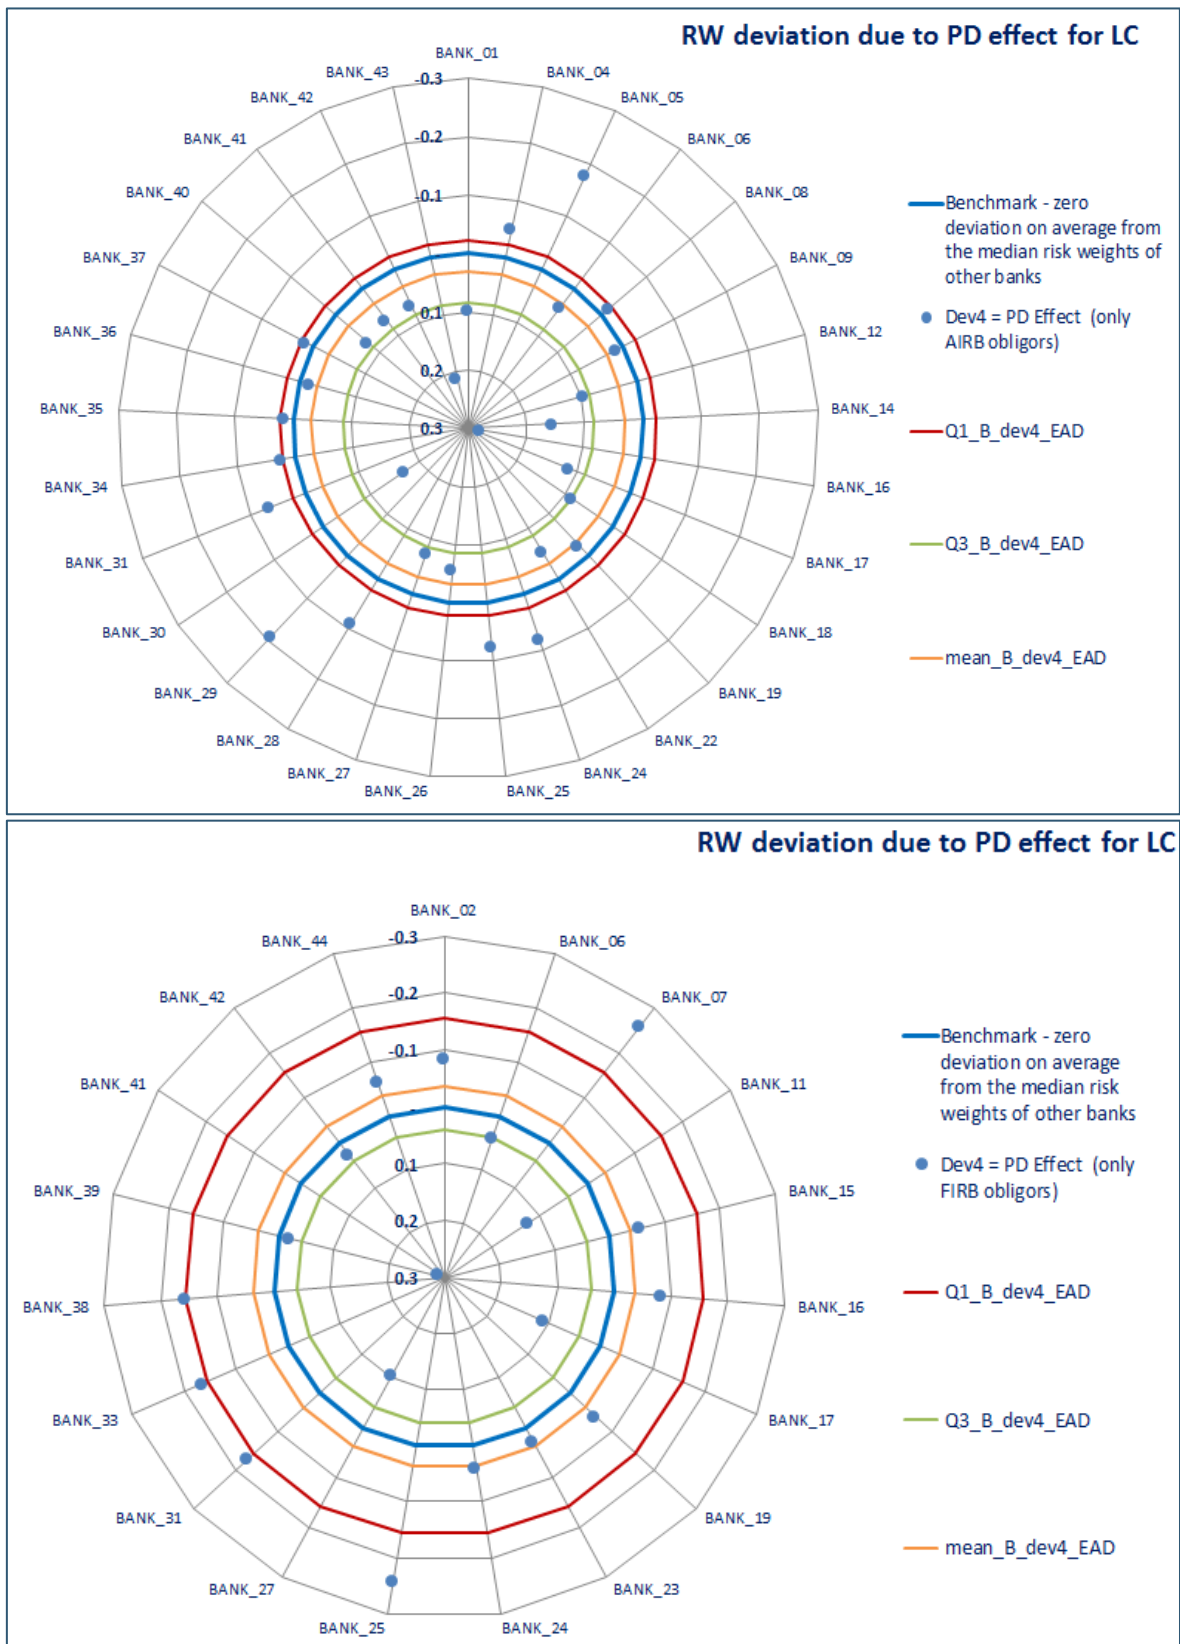 RW deviation due to PD effect for LC
BANK_01
BANK_04
BANK_05
BANK_06
BANK_08
BANK_09
BANK_12
BANK_14
BANK_16
BANK_17
BANK_18
BANK_19
BANK_22
BANK_24
BANK_25
BANK_26
BANK_27
BANK_28
BANK_29
BANK_30
BANK_31
BANK_34
BANK_35
BANK_36
BANK_37
BANK_40
BANK_41
BANK_42
BANK_43
-0.3
-0.2
-0.1
0.1
0.2
0.3
Benchmark - zero
deviation on average from
the median risk weights of
other banks
Dev4 = PD Effect (only
AIRB obligors)
Q1_B_dev4_EAD
Q3_B_dev4_EAD
mean_B_dev4_EAD
RW deviation due to PD effect for LC
BANK_02
BANK_06
BANK_07
BANK_11
BANK_15
BANK_16
BANK_17
BANK_19
BANK_23
BANK_24
BANK_25
BANK_27
BANK_31
BANK_33
BANK_38
BANK_39
BANK_41
BANK_42
BANK_44
-0.3
-0.2
-0.1
0.1
0.2
0.3
Benchmark - zero
deviation on average
from the median risk
weights of other banks
Dev4 = PD Effect (only
FIRB obligors)
Q1_B_dev4_EAD
Q3_B_dev4_EAD
mean_B_dev4_EAD